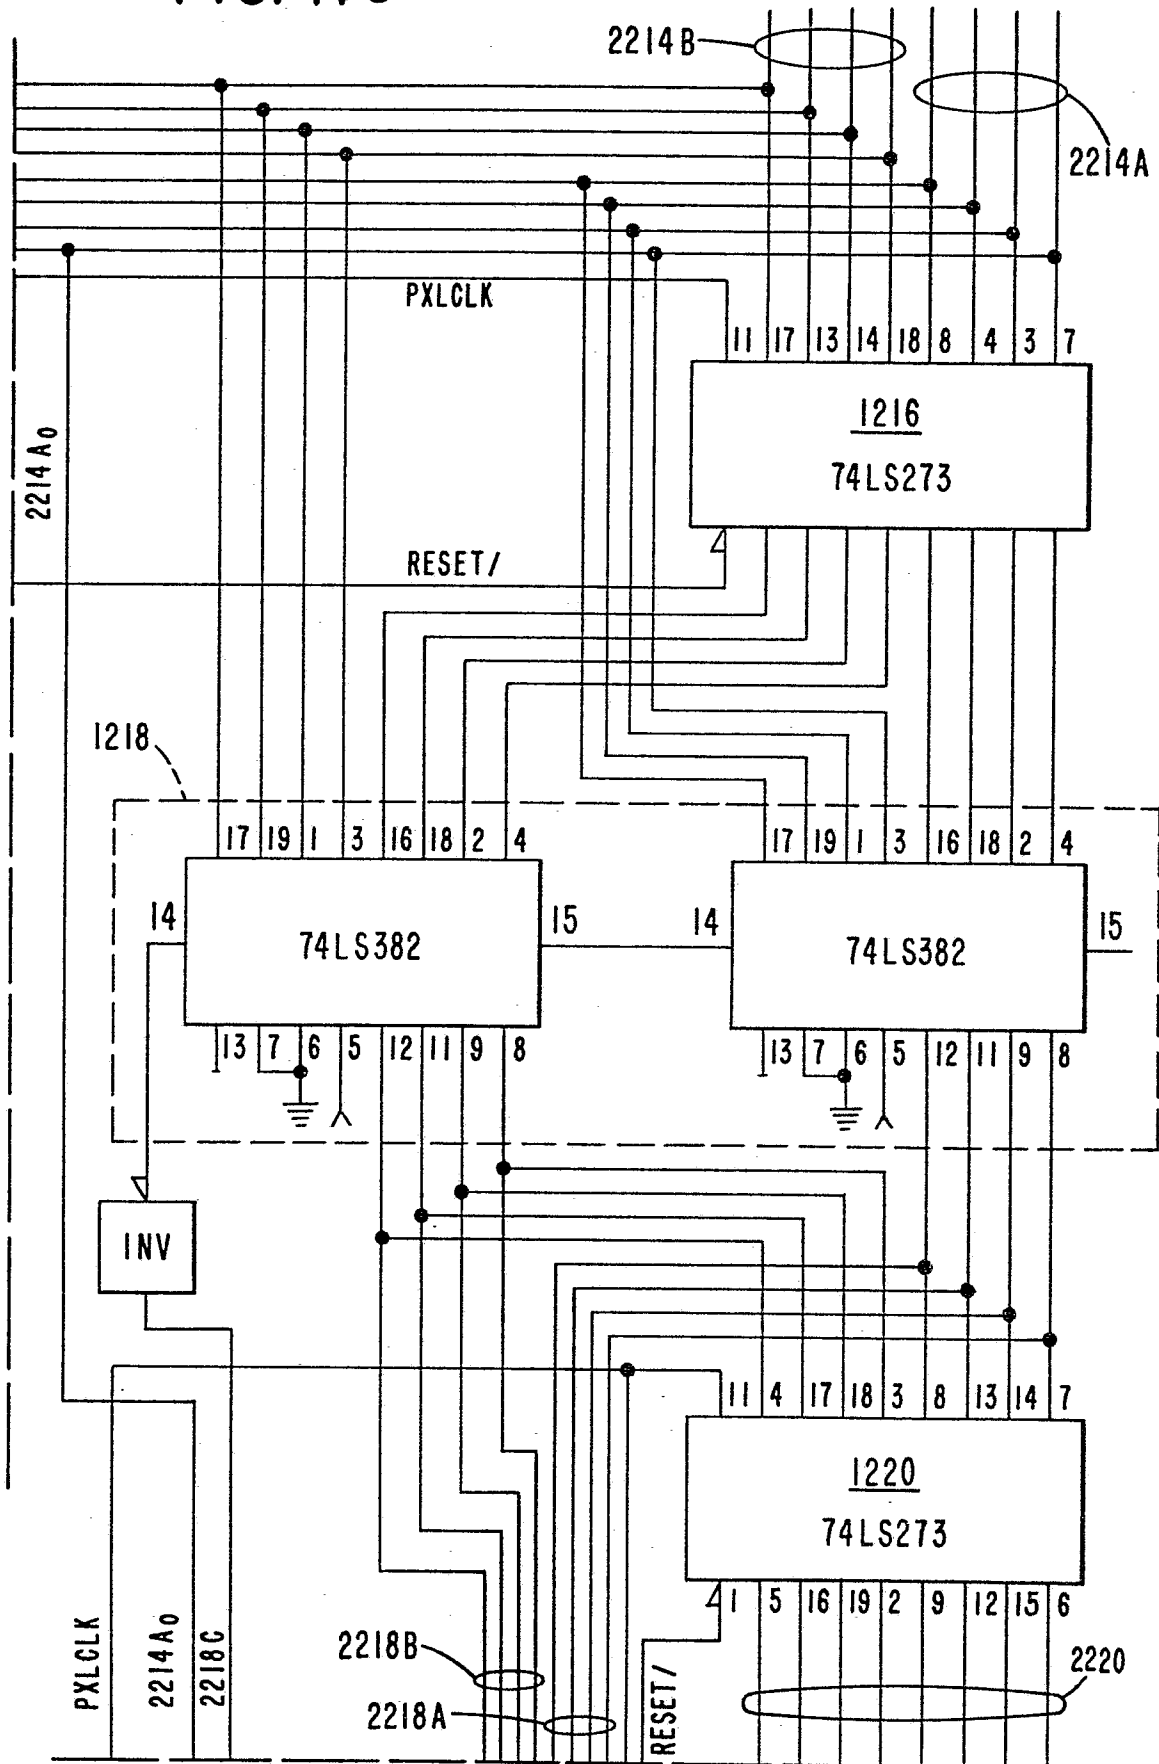 2214B
2214A
PXLCLK
11 17 13 14 18 8 4 3 7
1216
74LS273
2214A0
RESET/
1218
17 19 1 3 16 18 2 4
17 19 1 3 16 18 2 4
14
74LS382
15
14
74LS382
15
13 7 6 5 12 11 9 8
13 7 6 5 12 11 9 8
INV
11 4 17 18 3 8 13 14 7
1220
74LS273
1 5 16 19 2 9 12 15 6
PXLCLK
2214A0
2218C
2218B
2218A
RESET/
2220